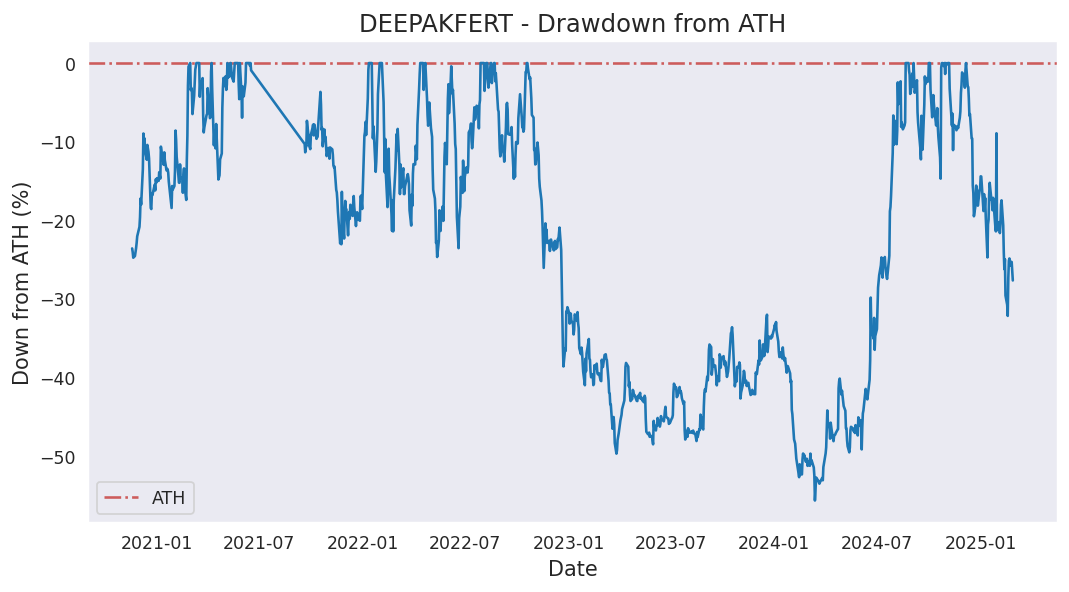 DEEPAKFERT - Drawdown from ATH
Down from ATH (%)
0
−10
−20
−30
−40
−50
ATH
2021-01 2021-07 2022-01 2022-07 2023-01 2023-07 2024-01 2024-07 2025-01
Date